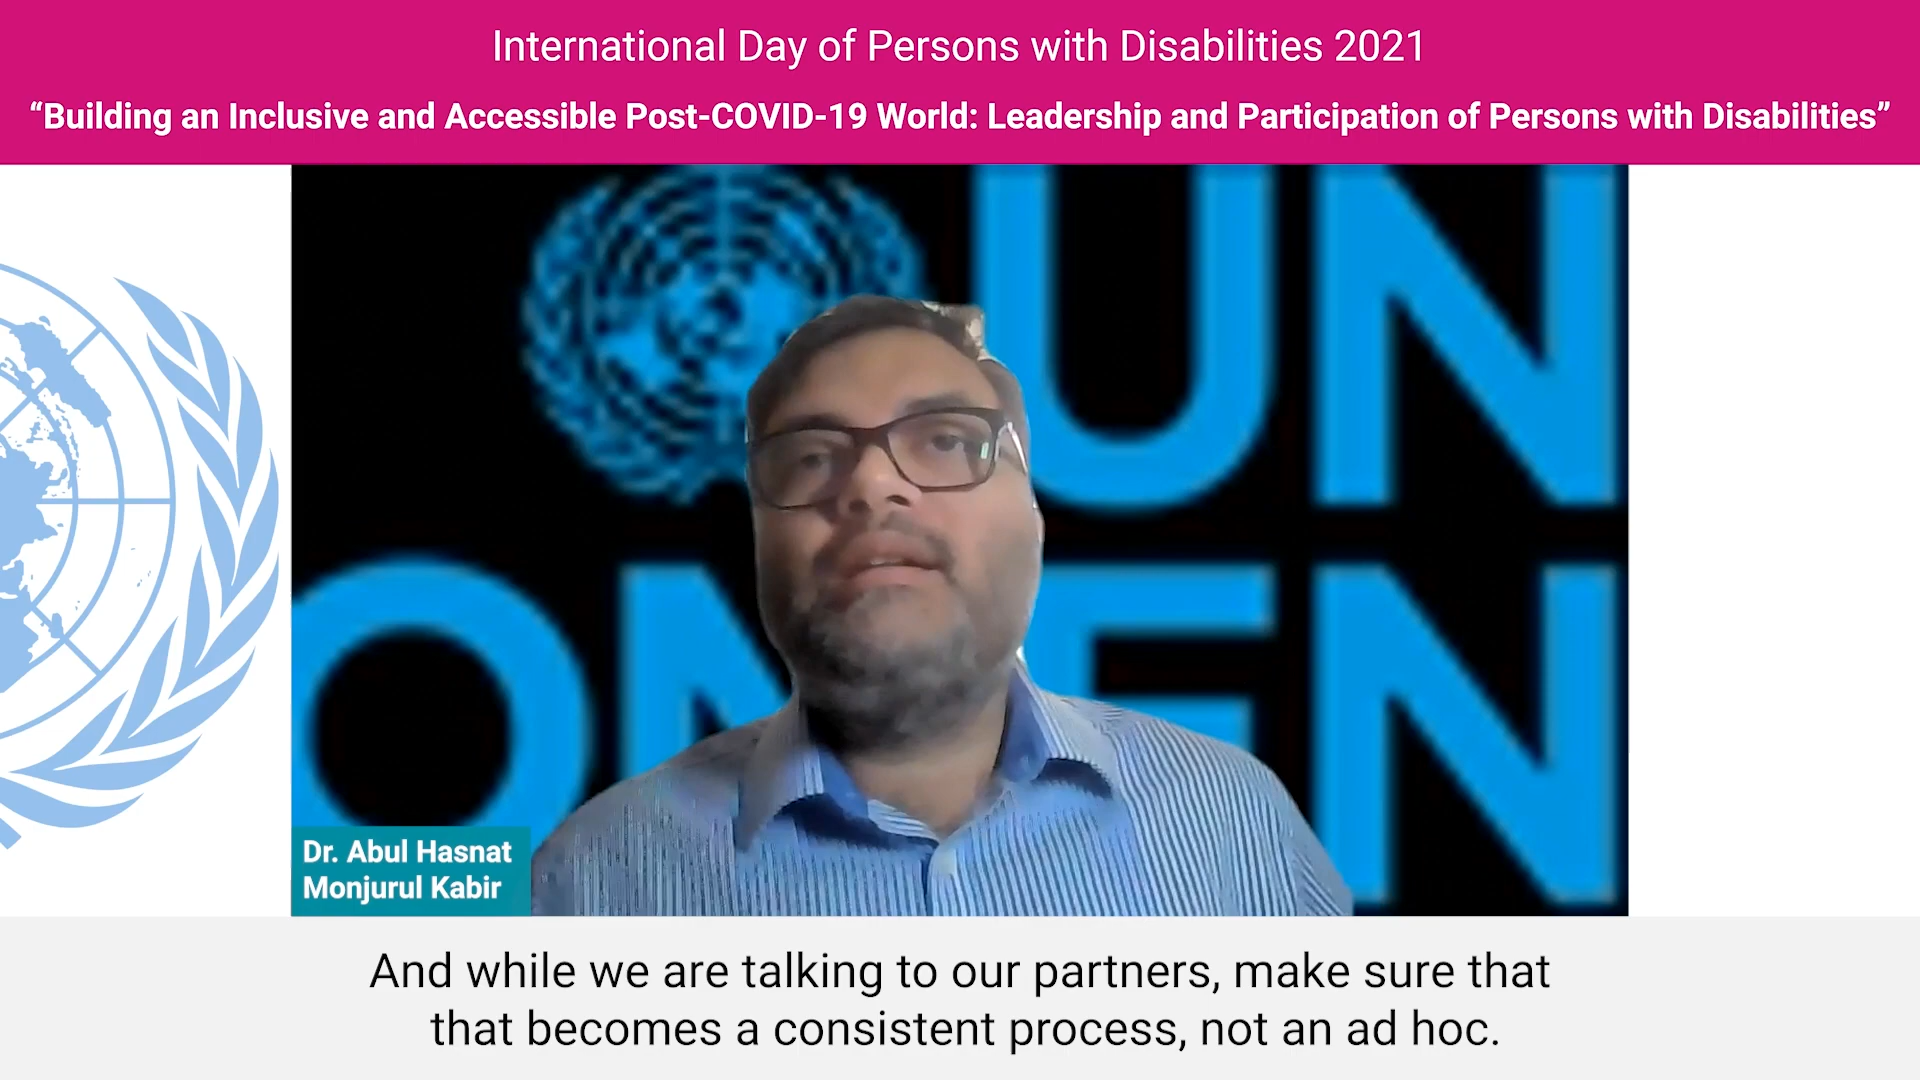 International Day of Persons with Disabilities 2021
“Building an Inclusive and Accessible Post-COVID-19 World: Leadership and Participation of Persons with Disabilities”
UN
OMEN
Dr. Abul Hasnat
Monjurul Kabir
And while we are talking to our partners, make sure that
that becomes a consistent process, not an ad hoc.